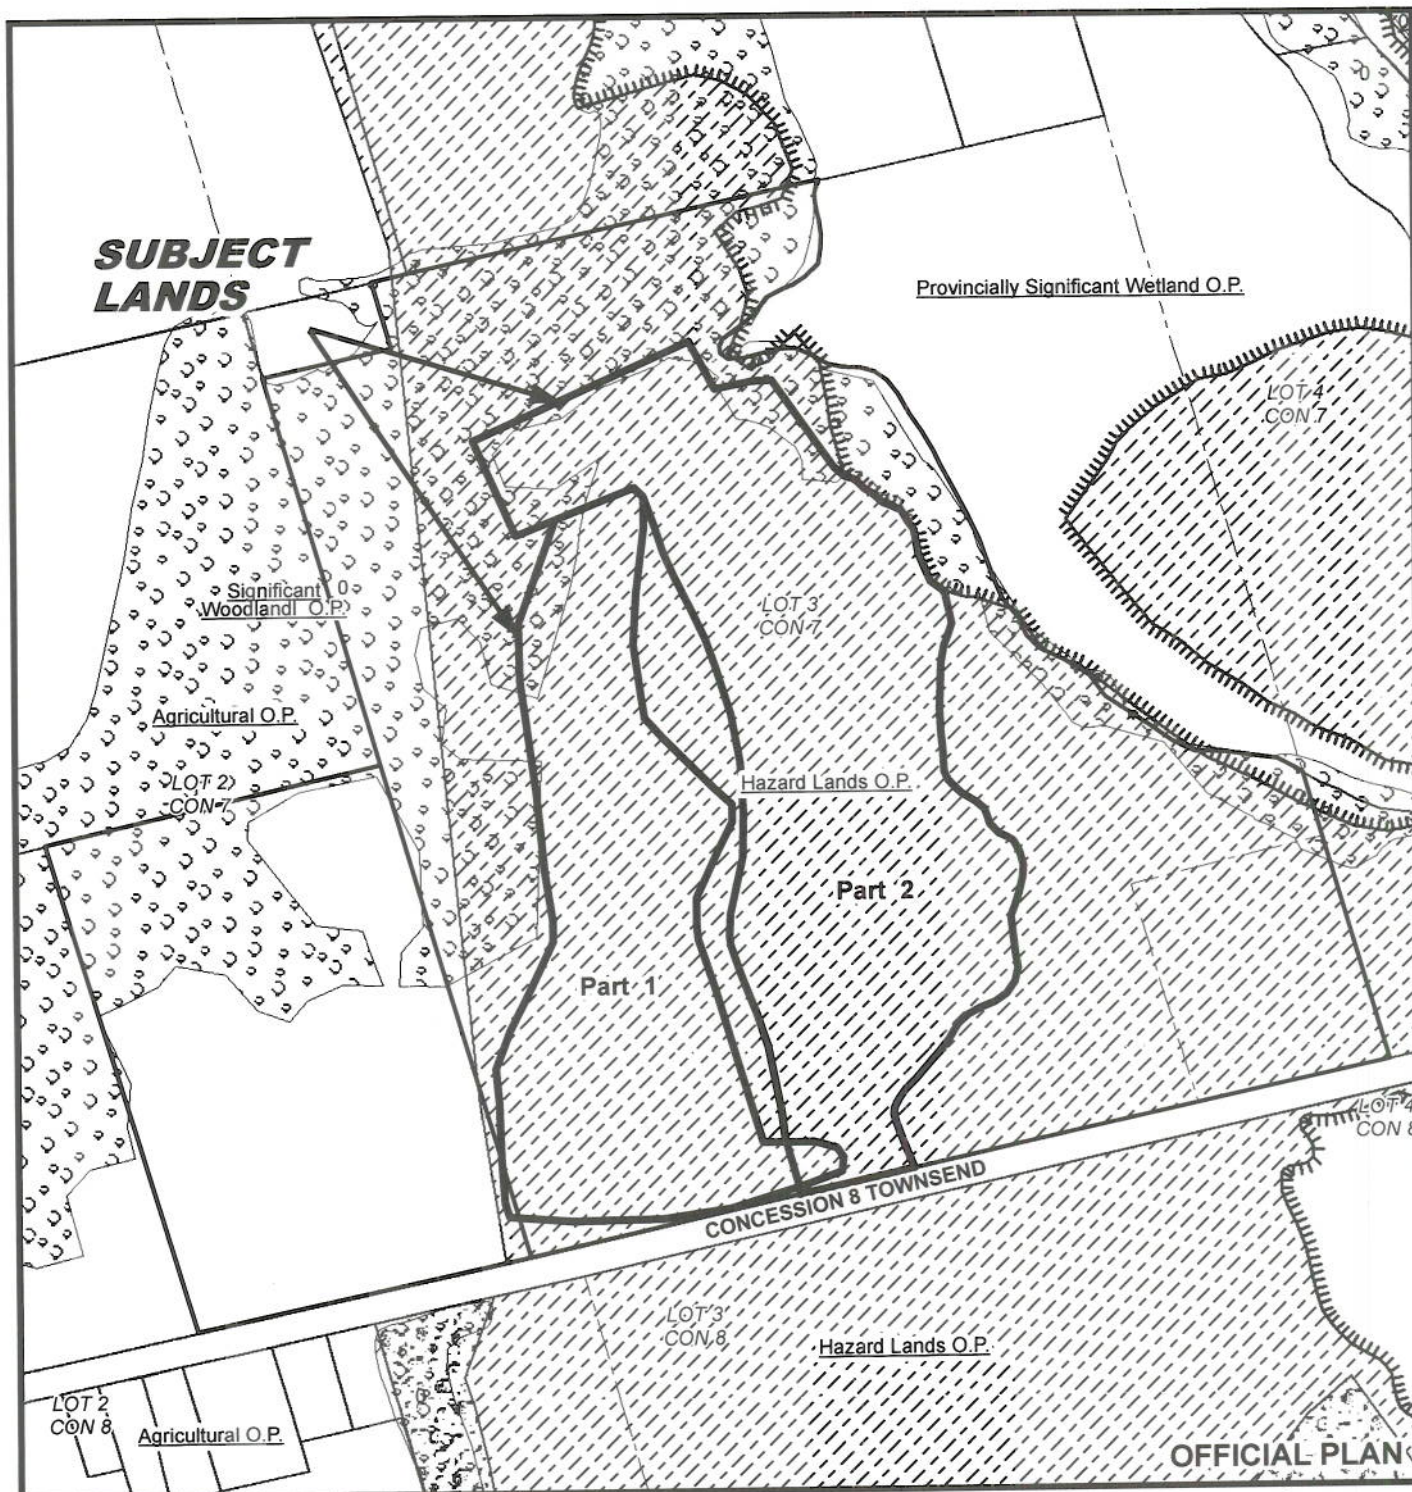 SUBJECT
LANDS
Provincially Significant Wetland O.P.
LOT 4
CON 7
Significant
Woodlandl O.P.
LOT 3
CON 7
Agricultural O.P.
LOT 2
CON 7
Hazard Lands O.P.
Part 2
Part 1
LOT 4
CON 8
CONCESSION 8 TOWNSEND
LOT 3
CON 8
Hazard Lands O.P.
LOT 2
CON 8
Agricultural O.P.
OFFICIAL PLAN